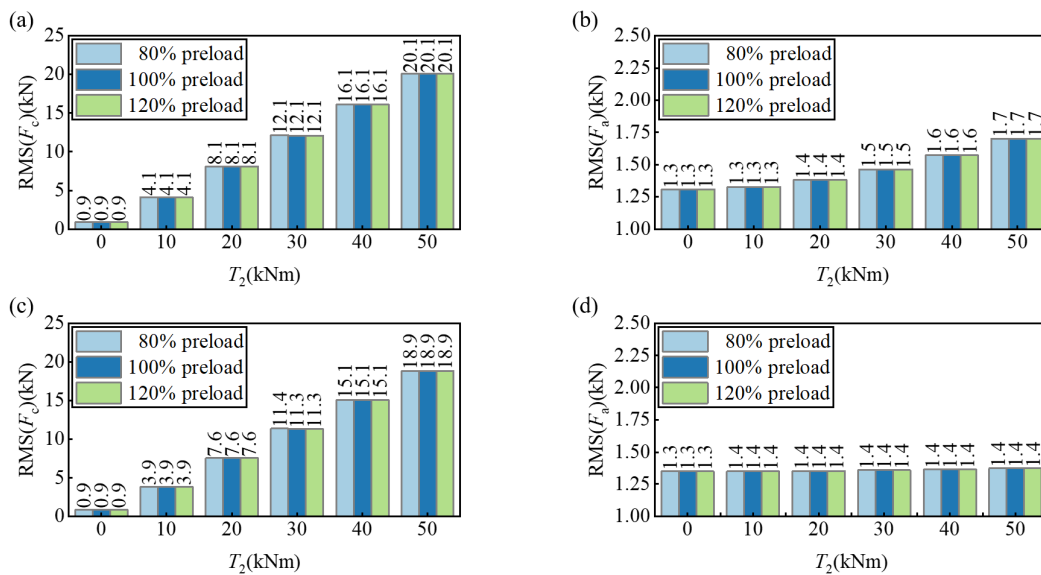 (a)
RMS(Fc)(kN)
25
20
15
10
5
0
80% preload
100% preload
120% preload
0.9 0.9 0.9
4.1 4.1 4.1
8.1 8.1 8.1
12.1 12.1 12.1
16.1 16.1 16.1
20.1 20.1 20.1
0 10 20 30 40 50
T2(kNm)
(b)
RMS(Fa)(kN)
2.50
2.25
2.00
1.75
1.50
1.25
1.00
80% preload
100% preload
120% preload
1.3 1.3 1.3
1.3 1.3 1.3
1.4 1.4 1.4
1.5 1.5 1.5
1.6 1.6 1.6
1.7 1.7 1.7
0 10 20 30 40 50
T2(kNm)
(c)
RMS(Fc)(kN)
25
20
15
10
5
0
80% preload
100% preload
120% preload
0.9 0.9 0.9
3.9 3.9 3.9
7.6 7.6 7.6
11.4 11.3 11.3
15.1 15.1 15.1
18.9 18.9 18.9
0 10 20 30 40 50
T2(kNm)
(d)
RMS(Fa)(kN)
2.50
2.25
2.00
1.75
1.50
1.25
1.00
80% preload
100% preload
120% preload
1.3 1.3 1.3
1.4 1.4 1.4
1.4 1.4 1.4
1.4 1.4 1.4
1.4 1.4 1.4
1.4 1.4 1.4
0 10 20 30 40 50
T2(kNm)